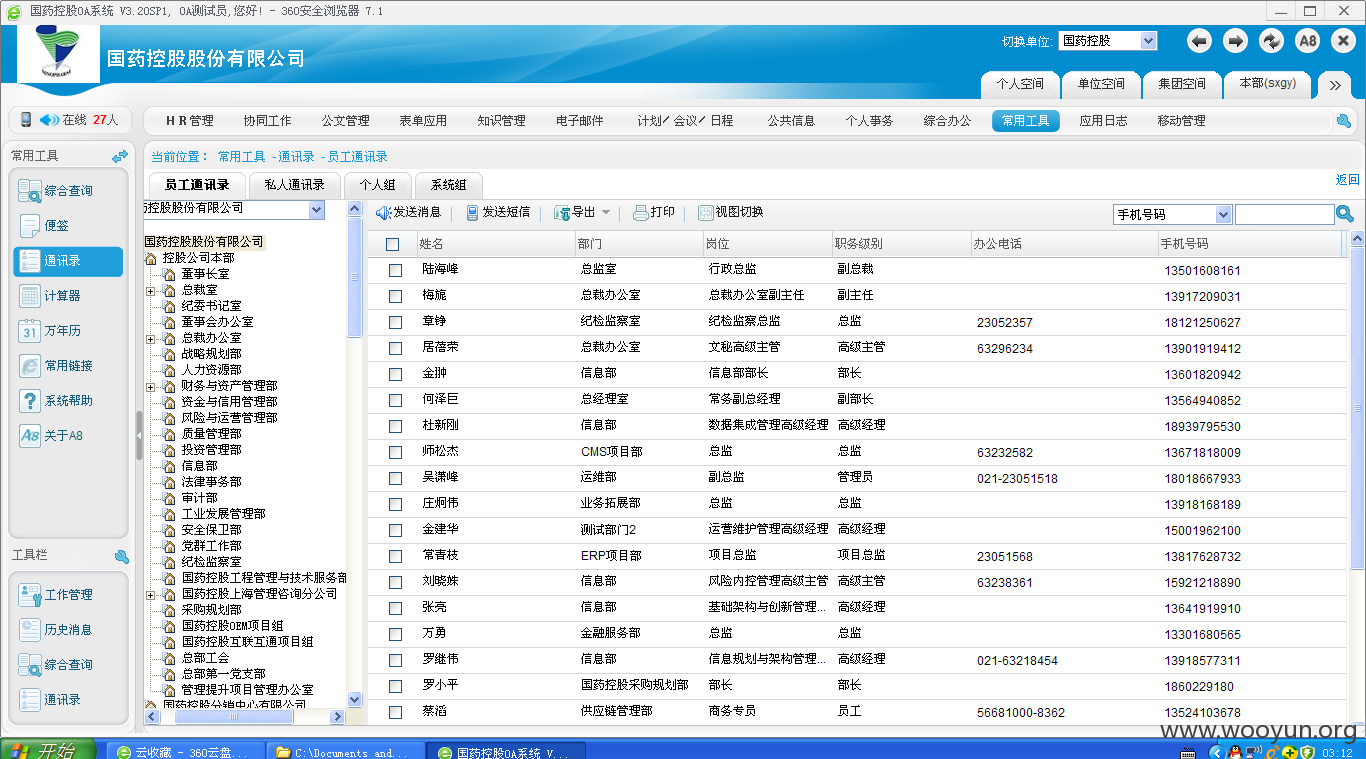 国药控股OA系统 V3.20SP1, OA测试员,您好! - 360安全浏览器 7.1
SINOPHARM
国药控股股份有限公司
切换单位: 国药控股
A8
个人空间 单位空间 集团空间 本部(sxgy)
在线 27人
HR管理 协同工作 公文管理 表单应用 知识管理 电子邮件 计划/会议/日程 公共信息 个人事务 综合办公 常用工具 应用日志 移动管理
常用工具
综合查询
便签
通讯录
计算器
31 万年历
常用链接
系统帮助
A8 关于A8
工具栏
工作管理
历史消息
综合查询
通讯录
当前位置: 常用工具 -通讯录 -员工通讯录
员工通讯录 私人通讯录 个人组 系统组
返回
控股股份有限公司
国药控股股份有限公司
控股公司本部
董事长室
总裁室
纪委书记室
董事会办公室
总裁办公室
战略规划部
人力资源部
财务与资产管理部
资金与信用管理部
风险与运营管理部
质量管理部
投资管理部
信息部
法律事务部
审计部
工业发展管理部
安全保卫部
党群工作部
纪检监察室
国药控股工程管理与技术服务部
国药控股上海管理咨询分公司
采购规划部
国药控股OEM项目组
国药控股互联互通项目组
总部工会
总部第一党支部
管理提升项目管理办公室
国药控股分销中心有限公司
发送消息 发送短信 导出 打印 视图切换 手机号码
姓名 部门 岗位 职务级别 办公电话 手机号码
陆海峰 总监室 行政总监 副总裁 13501608161
梅旎 总裁办公室 总裁办公室副主任 副主任 13917209031
章铮 纪检监察室 纪检监察总监 总监 23052357 18121250627
居蓓荣 总裁办公室 文秘高级主管 高级主管 63296234 13901919412
金翀 信息部 信息部部长 部长 13601820942
何泽巨 总经理室 常务副总经理 副部长 13564940852
杜新刚 信息部 数据集成管理高级经理 高级经理 18939795530
师松杰 CMS项目部 总监 总监 63232582 13671818009
吴潇峰 运维部 副总监 管理员 021-23051518 18018667933
庄炯伟 业务拓展部 总监 总监 13918168189
金建华 测试部门2 运营维护管理高级经理 高级经理 15001962100
常青枝 ERP项目部 项目总监 项目总监 23051568 13817628732
刘晓姝 信息部 风险内控管理高级主管 高级主管 63238361 15921218890
张亮 信息部 基础架构与创新管理... 高级经理 13641919910
万勇 金融服务部 总监 总监 13301680565
罗继伟 信息部 信息规划与架构管理... 高级经理 021-63218454 13918577311
罗小平 国药控股采购规划部 部长 部长 1860229180
蔡滔 供应链管理部 商务专员 员工 56681000-8362 13524103678
www.wooyun.org
开始 云收藏 - 360云盘... C:\Documents and... 国药控股OA系统 V... 03:12